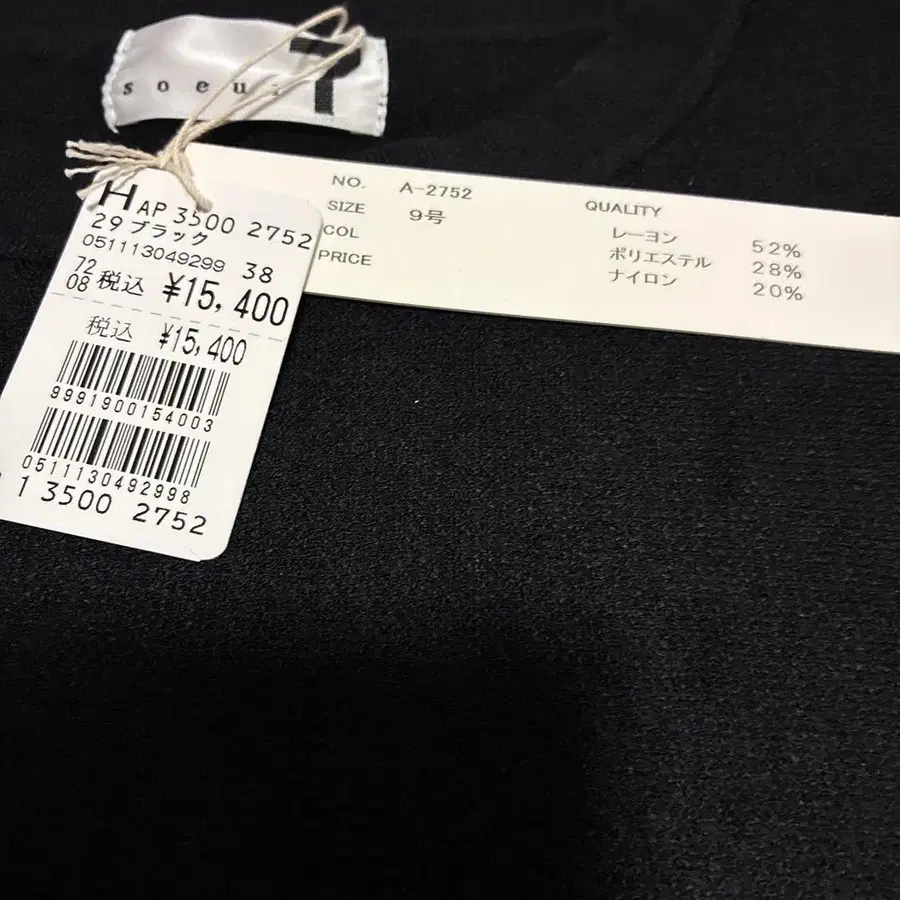 soeur7
H AP 3500 2752
29 ブラック
051113049299 38
72
08 税込 ¥15,400
税込 ¥15,400
9991900154003
0511130492998
1 3500 2752
NO. A-2752
SIZE 9号
COL
PRICE
QUALITY
レーヨン 52%
ポリエステル 28%
ナイロン 20%